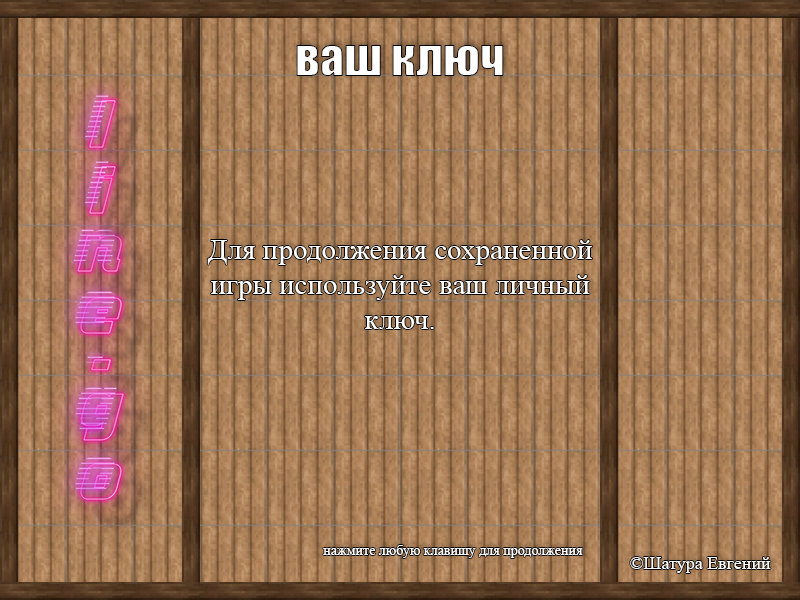 ваш ключ
line.go
Для продолжения сохраненной
игры используйте ваш личный
ключ.
нажмите любую клавишу для продолжения
©Шатура Евгений